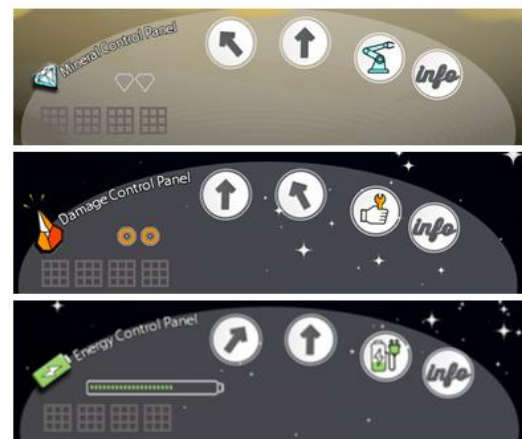 Mineral Control Panel
info
Damage Control Panel
info
Energy Control Panel
info